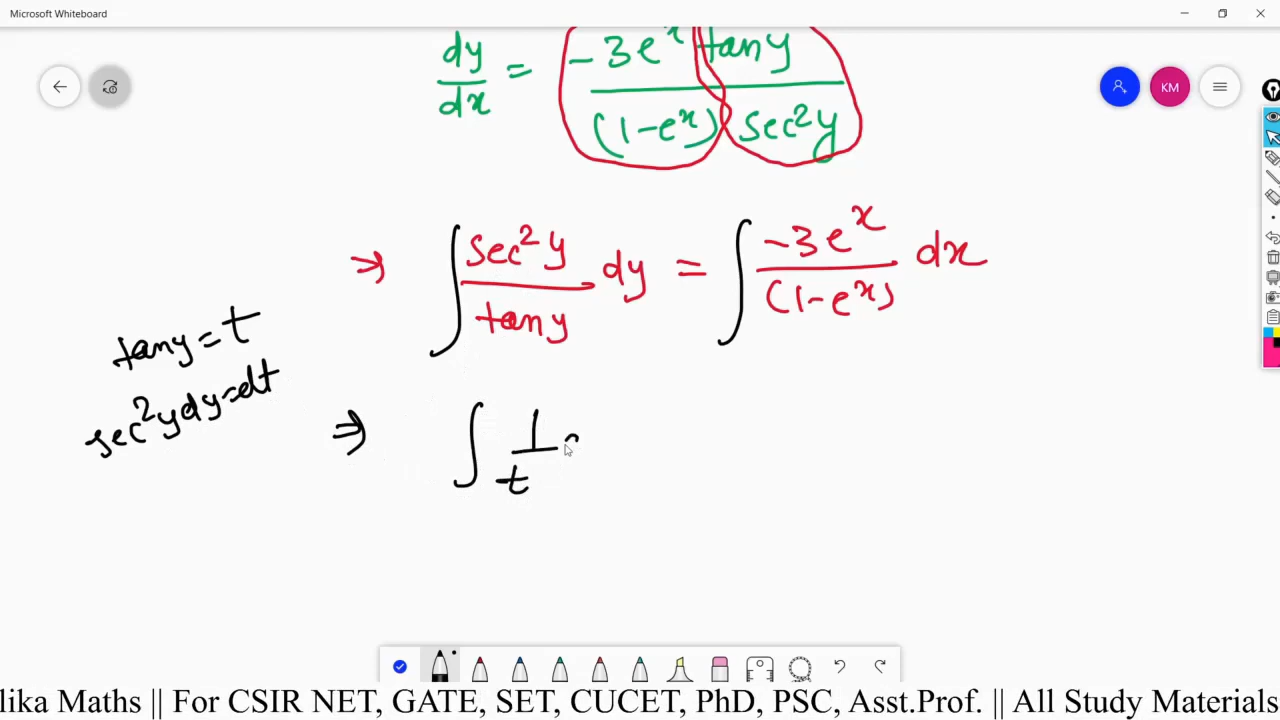 Microsoft Whiteboard
KM
dy/dx = -3e^x tany / (1-e^x) sec²y
⇒ ∫ sec²y/tany dy = ∫ -3e^x/(1-e^x) dx
tany = t
sec²y dy = dt
⇒ ∫ 1/t
lika Maths || For CSIR NET, GATE, SET, CUCET, PhD, PSC, Asst.Prof. || All Study Materials